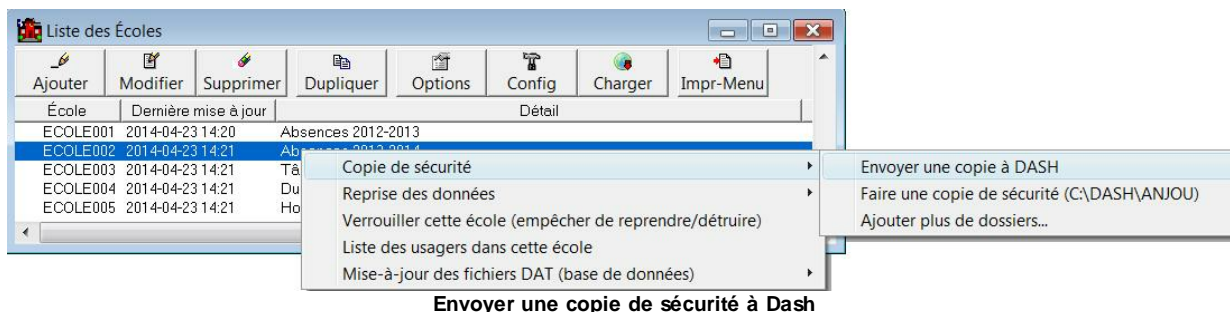 Liste des Écoles
Ajouter Modifier Supprimer Dupliquer Options Config Charger Impr-Menu
École Dernière mise à jour Détail
ECOLE001 2014-04-23 14:20 Absences 2012-2013
ECOLE002 2014-04-23 14:21
Copie de sécurité Envoyer une copie à DASH
ECOLE003 2014-04-23 14:21 Tâ
Reprise des données Faire une copie de sécurité (C:\DASH\ANJOU)
ECOLE004 2014-04-23 14:21 Du
Verrouiller cette école (empêcher de reprendre/détruire) Ajouter plus de dossiers...
ECOLE005 2014-04-23 14:21 Ho
Liste des usagers dans cette école
Mise-à-jour des fichiers DAT (base de données)
Envoyer une copie de sécurité à Dash